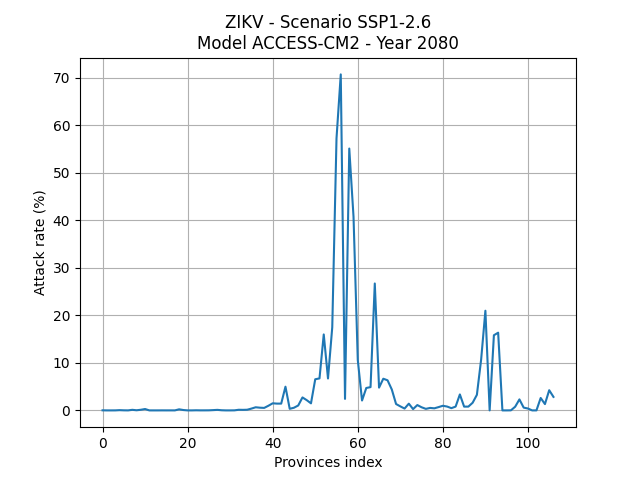 ZIKV - Scenario SSP1-2.6
Model ACCESS-CM2 - Year 2080
70
60
50
40
30
20
10
0
Attack rate (%)
0 20 40 60 80 100
Provinces index